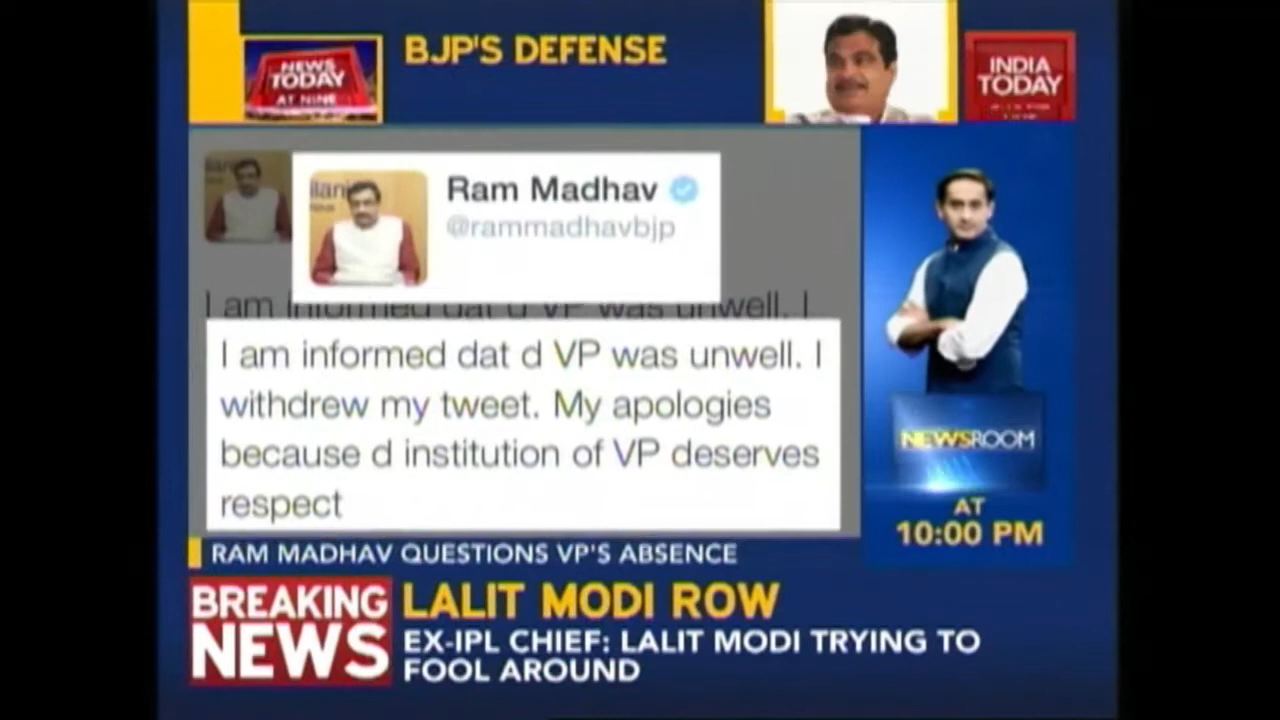 NEWS
TODAY
AT NINE
BJP'S DEFENSE
INDIA
TODAY
Ram Madhav
@rammadhavbjp
I am informed dat d VP was unwell. I
I am informed dat d VP was unwell. I
withdrew my tweet. My apologies
because d institution of VP deserves
respect
NEWSROOM
AT
10:00 PM
RAM MADHAV QUESTIONS VP'S ABSENCE
BREAKING
NEWS
LALIT MODI ROW
EX-IPL CHIEF: LALIT MODI TRYING TO
FOOL AROUND